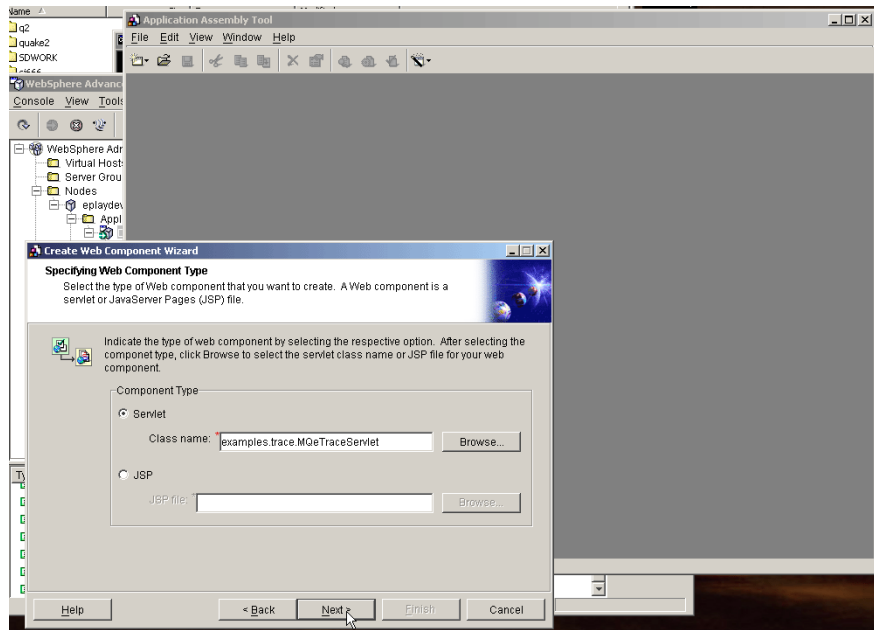 Name
q2
quake2
SDWORK
Application Assembly Tool
File Edit View Window Help
WebSphere Advanc
Console View Tools
WebSphere Adr
Virtual Hosts
Server Grou
Nodes
eplaydev
Appl
Create Web Component Wizard
Specifying Web Component Type
Select the type of Web component that you want to create. A Web component is a
servlet or JavaServer Pages (JSP) file.
Indicate the type of web component by selecting the respective option. After selecting the
componet type, click Browse to select the servlet class name or JSP file for your web
component.
Component Type
Servlet
Class name: *examples.trace.MQeTraceServlet Browse...
JSP
JSP file: * Browse...
Help < Back Next > Finish Cancel